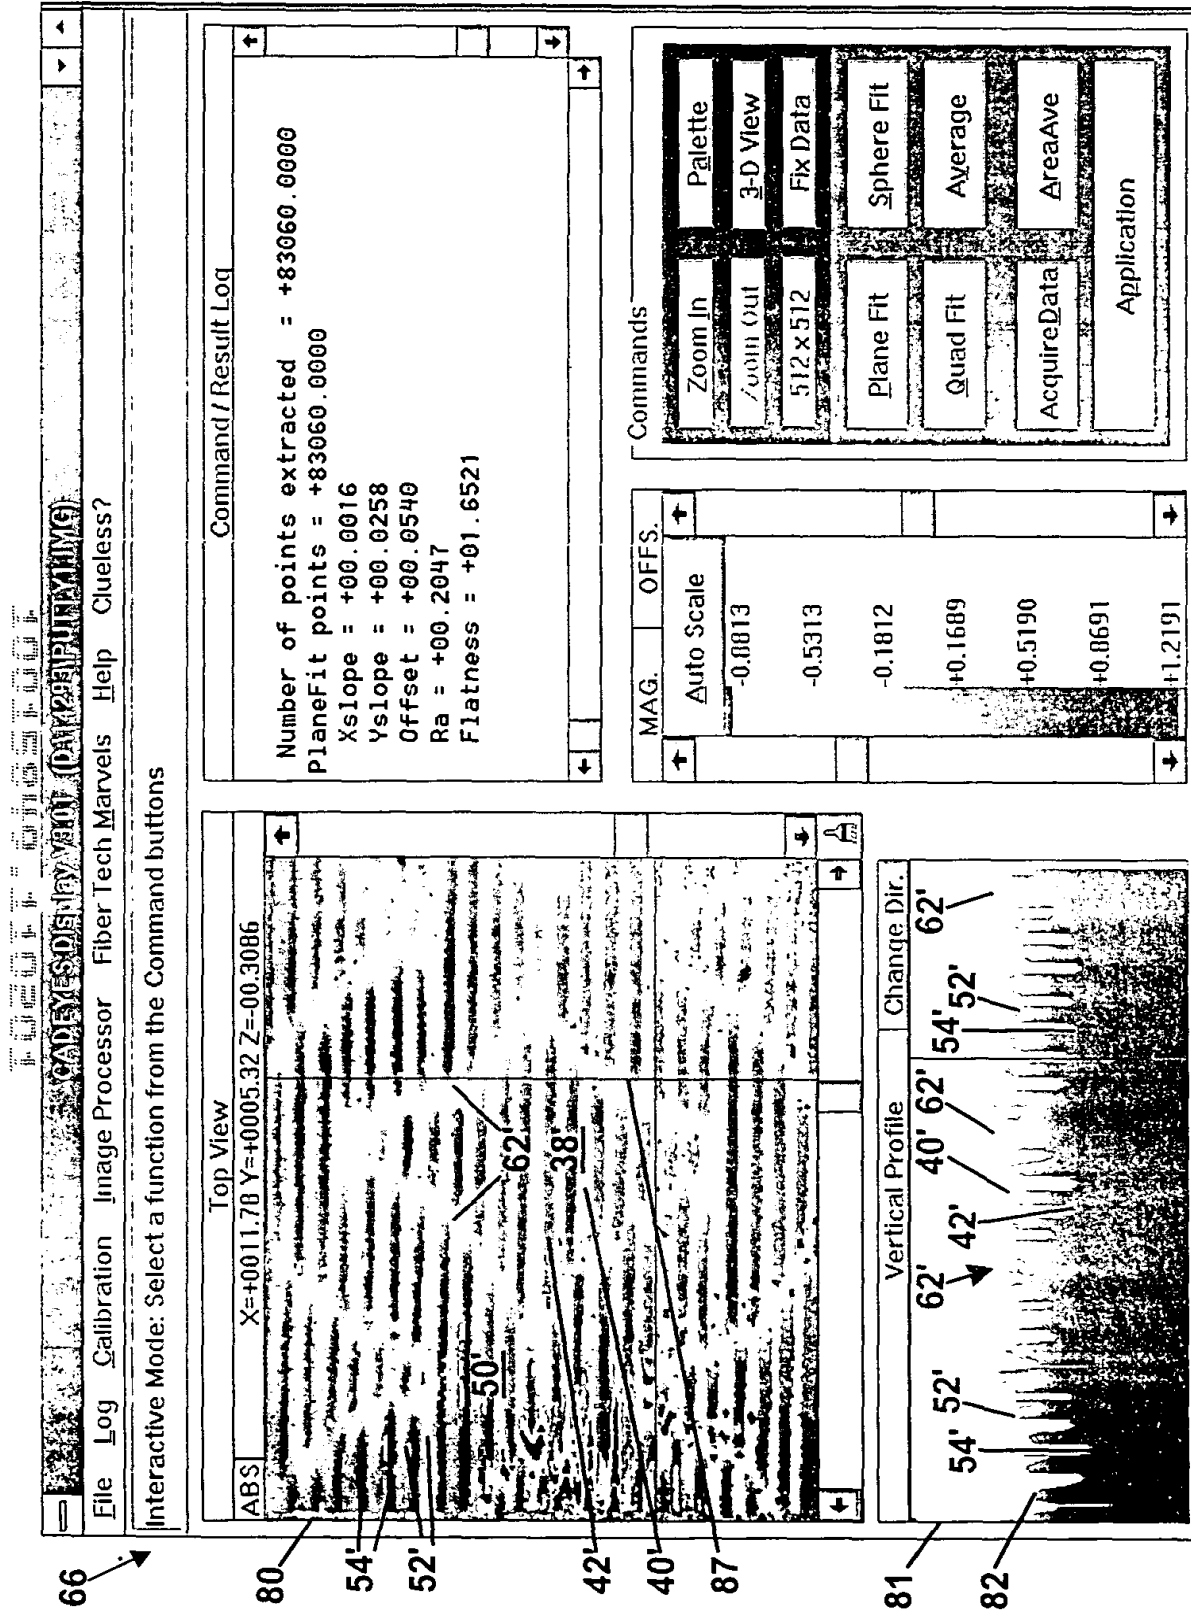 66
CADEYES Display V3.01 (DAY293\PUTTY.IMG)
File Log Calibration Image Processor Fiber Tech Marvels Help Clueless?
Interactive Mode: Select a function from the Command buttons
Top View
ABS X=+0011.78 Y=+0005.32 Z=-00.3086
80
54'
52'
50'
62'
38'
42'
40'
87
Command / Result Log
Number of points extracted = +83060.0000
PlaneFit points = +83060.0000
Xslope = +00.0016
Yslope = +00.0258
Offset = +00.0540
Ra = +00.2047
Flatness = +01.6521
Vertical Profile Change Dir.
81
82
54' 52' 62' 42' 40' 62' 54' 52' 62'
MAG. OFFS.
Auto Scale
-0.8813
-0.5313
-0.1812
+0.1689
+0.5190
+0.8691
+1.2191
Commands
Zoom In Palette
Zoom Out 3-D View
512 x 512 Fix Data
Plane Fit Sphere Fit
Quad Fit Average
AcquireData AreaAve
Application